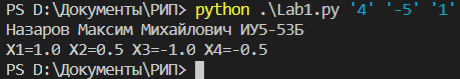 PS D:\Документы\РИП> python .\Lab1.py '4' '-5' '1'
Назаров Максим Михайлович ИУ5-53Б
X1=1.0 X2=0.5 X3=-1.0 X4=-0.5
PS D:\Документы\РИП>